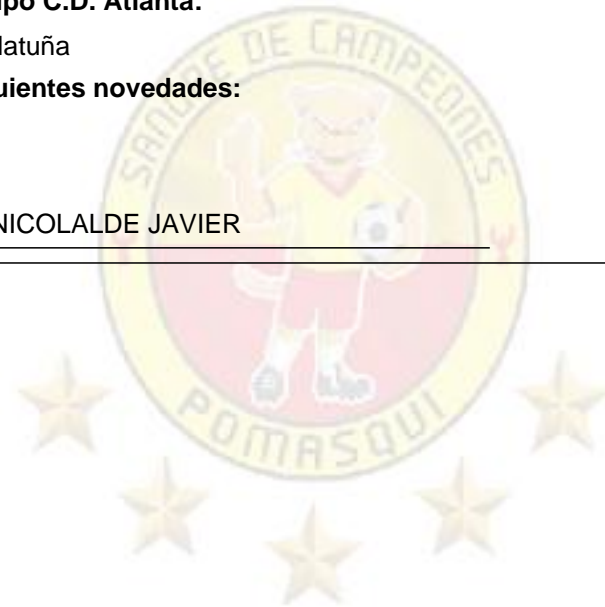 po C.D. Atlanta:
latuña
uientes novedades:
NICOLALDE JAVIER
SANGRE DE CAMPEONES
POMASQUI